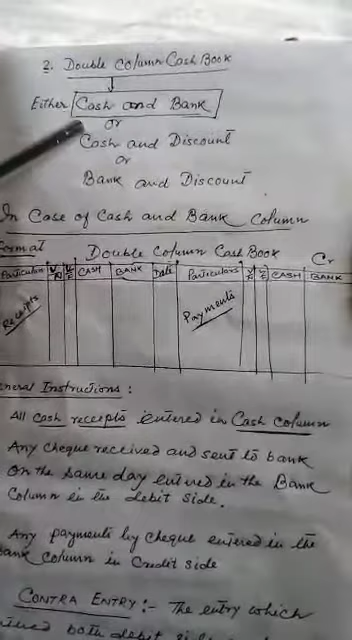 2. Double Column Cash Book
Either Cash and Bank
or
Cash and Discount
or
Bank and Discount
In Case of Cash and Bank Column
Format Double Column Cash Book Cr
Particulars CASH BANK Date Particulars CASH BANK
Receipts Payments
General Instructions :
All Cash receipts entered in Cash Column
Any cheque received and sent to bank
on the same day entered in the Bank
Column in the debit side.
Any payments by cheque entered in the
Bank column in Credit side
CONTRA ENTRY :- The entry which
both debit